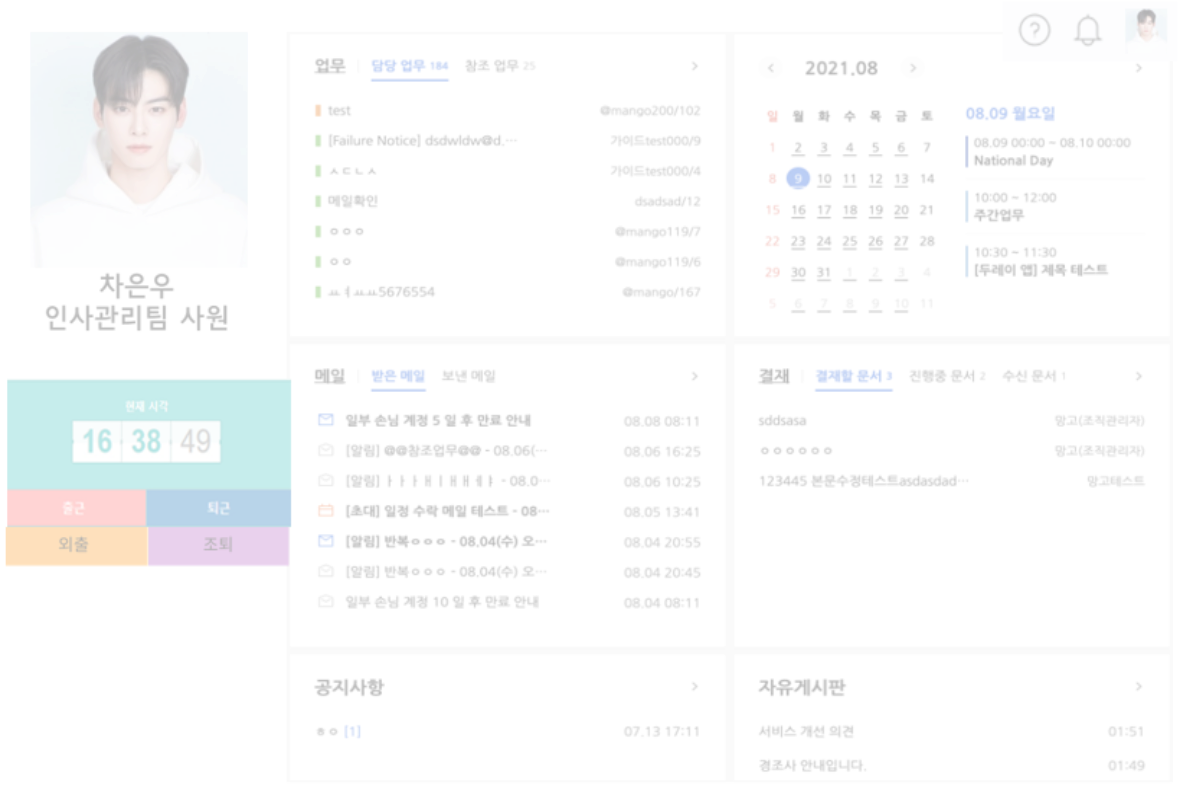 ?
차은우
인사관리팀 사원
현재 시각
16 38 49
출근 퇴근
외출 조퇴
업무 담당 업무 184 참조 업무 25 >
test @mango200/102
[Failure Notice] dsdwldw@d.··· 가이드test000/9
ㅅㄷㄴㅅ 가이드test000/4
메일확인 dsadsad/12
ㅇㅇㅇ @mango119/7
ㅇㅇ @mango119/6
ㅛㅕㅛㅛ5676554 @mango/167
< 2021.08 > >
일 월 화 수 목 금 토
1 2 3 4 5 6 7
8 9 10 11 12 13 14
15 16 17 18 19 20 21
22 23 24 25 26 27 28
29 30 31 1 2 3 4
5 6 7 8 9 10 11
08.09 월요일
08.09 00:00 ~ 08.10 00:00
National Day
10:00 ~ 12:00
주간업무
10:30 ~ 11:30
[두레이 앱] 제목 테스트
메일 받은 메일 보낸 메일 >
일부 손님 계정 5 일 후 만료 안내 08.08 08:11
[알림] @@참조업무@@ - 08.06(··· 08.06 16:25
[알림] - 08.0··· 08.06 10:25
[초대] 일정 수락 메일 테스트 - 08··· 08.05 13:41
[알림] 반복ㅇㅇㅇ - 08.04(수) 오··· 08.04 20:55
[알림] 반복ㅇㅇㅇ - 08.04(수) 오··· 08.04 20:45
일부 손님 계정 10 일 후 만료 안내 08.04 08:11
결재 결재할 문서 3 진행중 문서 2 수신 문서 1 >
sddsasa 망고(조직관리자)
ㅇㅇㅇㅇㅇㅇ 망고(조직관리자)
123445 본문수정테스트asdasdad··· 망고테스트
공지사항 >
ㅎㅇ [1] 07.13 17:11
자유게시판 >
서비스 개선 의견 01:51
경조사 안내입니다. 01:49